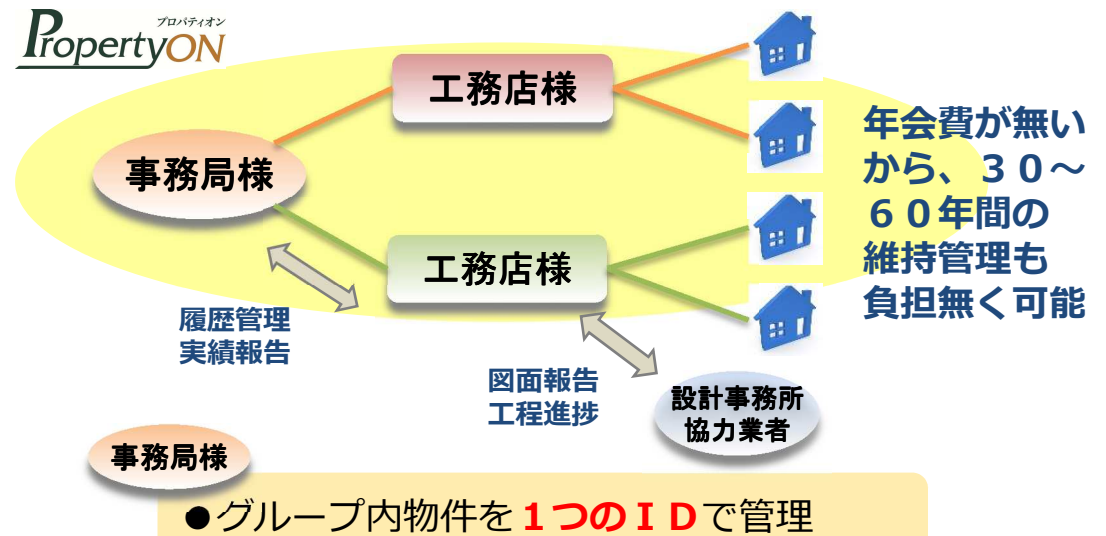 プロパティオン
PropertyON
工務店様
事務局様
工務店様
年会費が無い
から、３０～
６０年間の
維持管理も
負担無く可能
履歴管理
実績報告
図面報告
工程進捗
設計事務所
協力業者
事務局様
●グループ内物件を１つのＩＤで管理